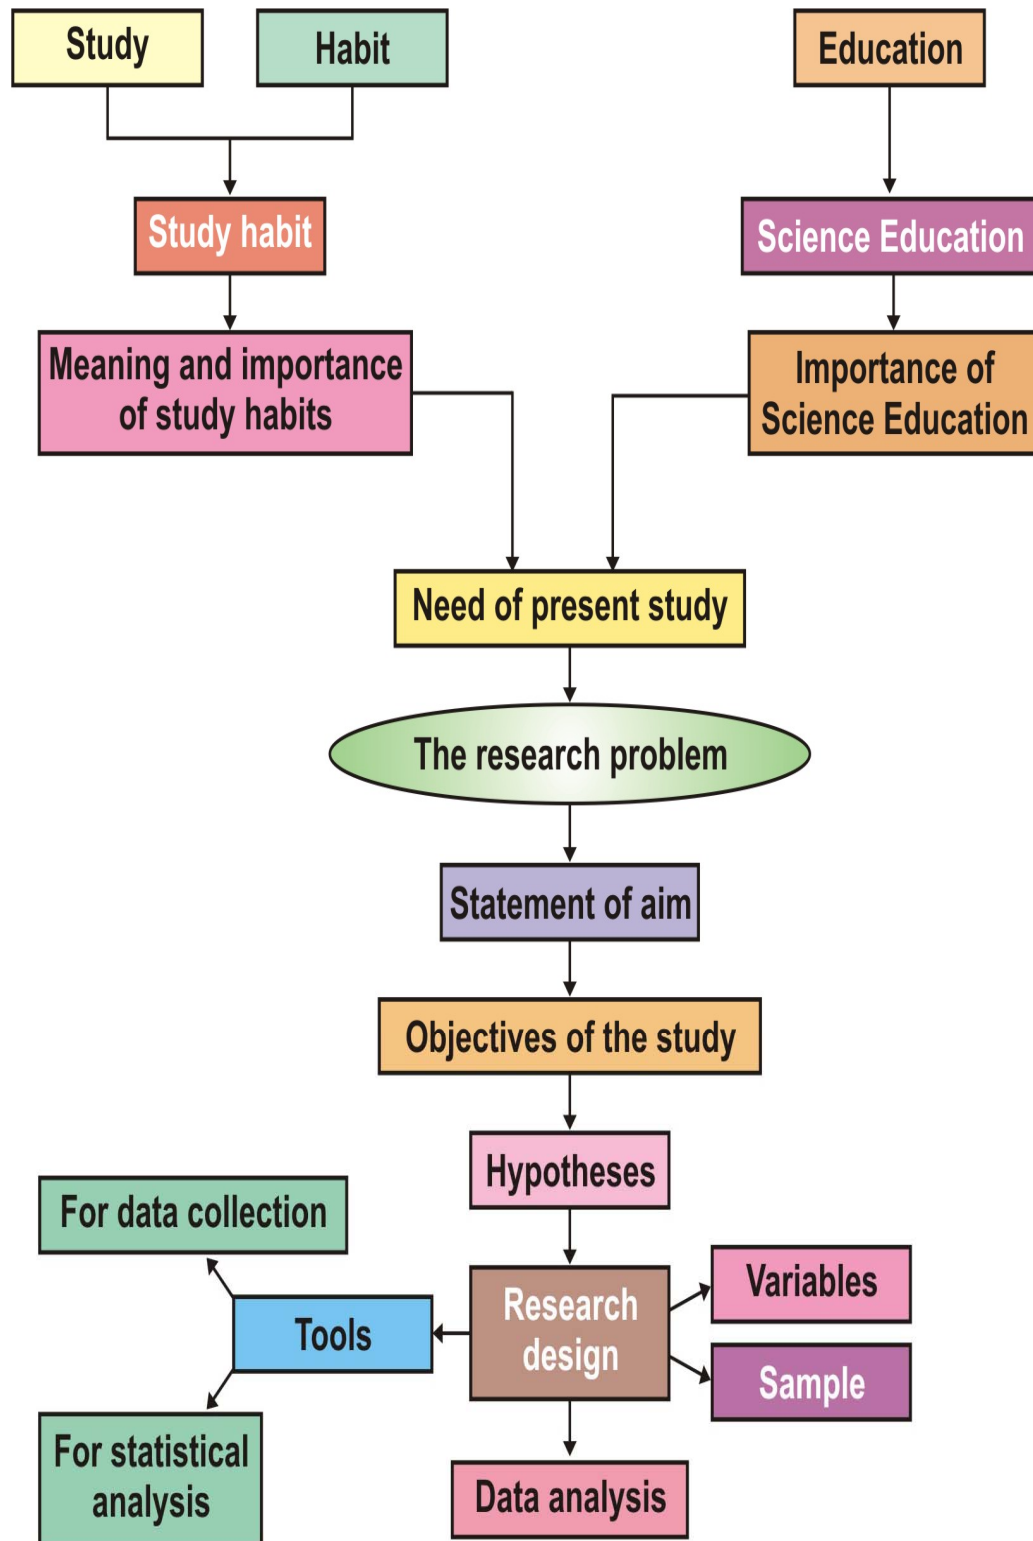 Study
Habit
Education
Study habit
Science Education
Meaning and importance
of study habits
Importance of
Science Education
Need of present study
The research problem
Statement of aim
Objectives of the study
Hypotheses
For data collection
Research
design
Variables
Tools
Sample
For statistical
analysis
Data analysis